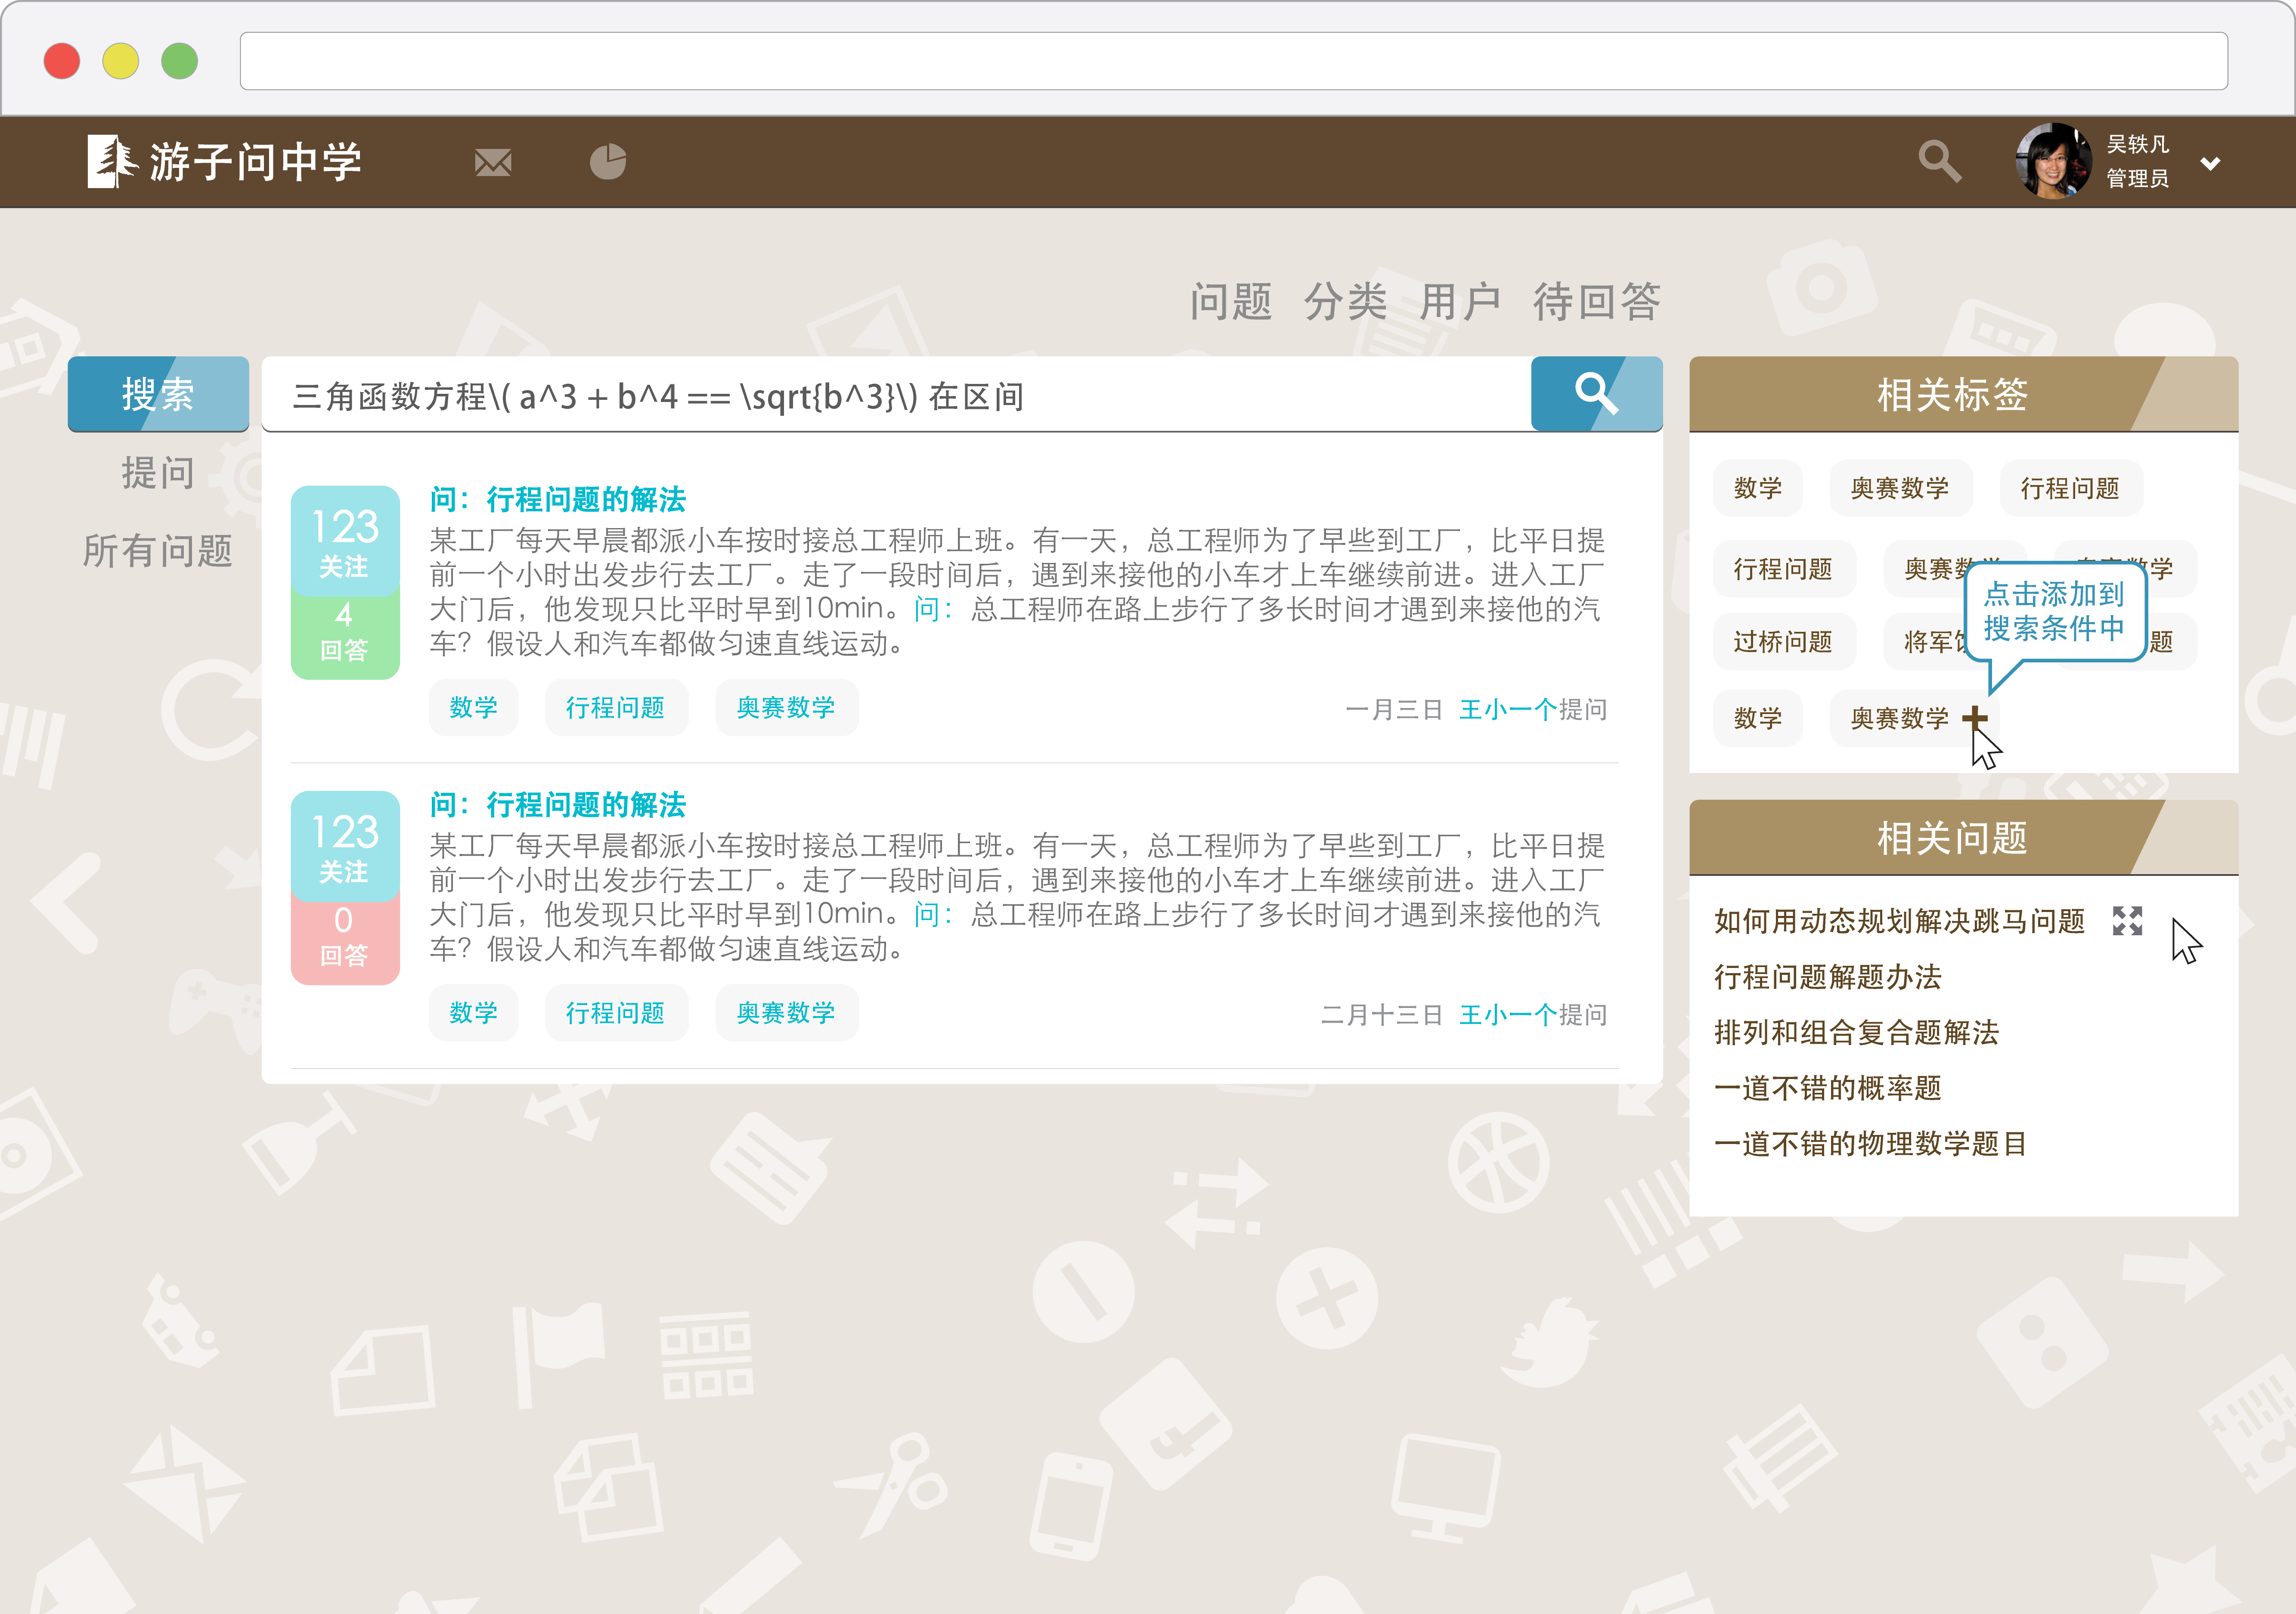 游子问中学
吴轶凡
管理员
问题 分类 用户 待回答
搜索
提问
所有问题
三角函数方程\( a^3 + b^4 == \sqrt{b^3}\) 在区间
123
关注
4
回答
问：行程问题的解法
某工厂每天早晨都派小车按时接总工程师上班。有一天，总工程师为了早些到工厂，比平日提
前一个小时出发步行去工厂。走了一段时间后，遇到来接他的小车才上车继续前进。进入工厂
大门后，他发现只比平时早到10min。问：总工程师在路上步行了多长时间才遇到来接他的汽
车？假设人和汽车都做匀速直线运动。
数学 行程问题 奥赛数学
一月三日 王小一个提问
123
关注
0
回答
问：行程问题的解法
某工厂每天早晨都派小车按时接总工程师上班。有一天，总工程师为了早些到工厂，比平日提
前一个小时出发步行去工厂。走了一段时间后，遇到来接他的小车才上车继续前进。进入工厂
大门后，他发现只比平时早到10min。问：总工程师在路上步行了多长时间才遇到来接他的汽
车？假设人和汽车都做匀速直线运动。
数学 行程问题 奥赛数学
二月十三日 王小一个提问
相关标签
数学 奥赛数学 行程问题
行程问题 奥赛 学
过桥问题 将军 题
点击添加到
搜索条件中
数学 奥赛数学
相关问题
如何用动态规划解决跳马问题
行程问题解题办法
排列和组合复合题解法
一道不错的概率题
一道不错的物理数学题目